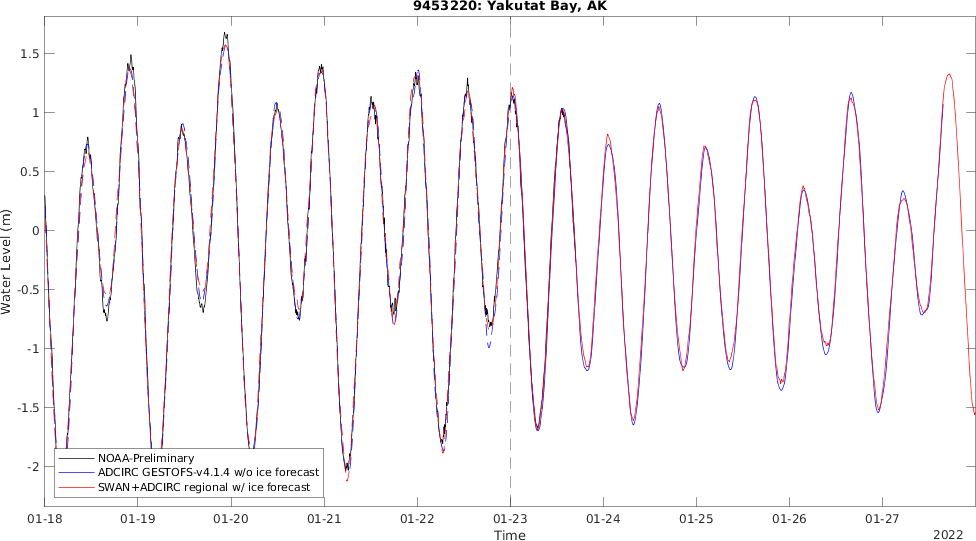 9453220: Yakutat Bay, AK
1.5
1
0.5
0
-0.5
-1
-1.5
-2
Water Level (m)
NOAA-Preliminary
ADCIRC GESTOFS-v4.1.4 w/o ice forecast
SWAN+ADCIRC regional w/ ice forecast
01-18 01-19 01-20 01-21 01-22 01-23 01-24 01-25 01-26 01-27
Time
2022